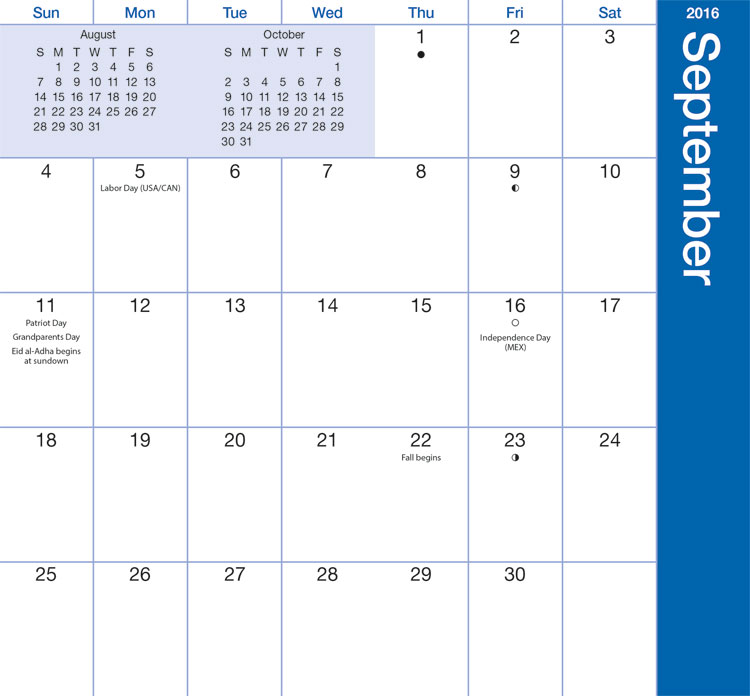 Sun Mon Tue Wed Thu Fri Sat
2016
September
August
S M T W T F S
1 2 3 4 5 6
7 8 9 10 11 12 13
14 15 16 17 18 19 20
21 22 23 24 25 26 27
28 29 30 31
October
S M T W T F S
1
2 3 4 5 6 7 8
9 10 11 12 13 14 15
16 17 18 19 20 21 22
23 24 25 26 27 28 29
30 31
1 2 3
4 5 6 7 8 9 10
Labor Day (USA/CAN)
11 12 13 14 15 16 17
Patriot Day
Grandparents Day
Eid al-Adha begins
at sundown
Independence Day
(MEX)
18 19 20 21 22 23 24
Fall begins
25 26 27 28 29 30